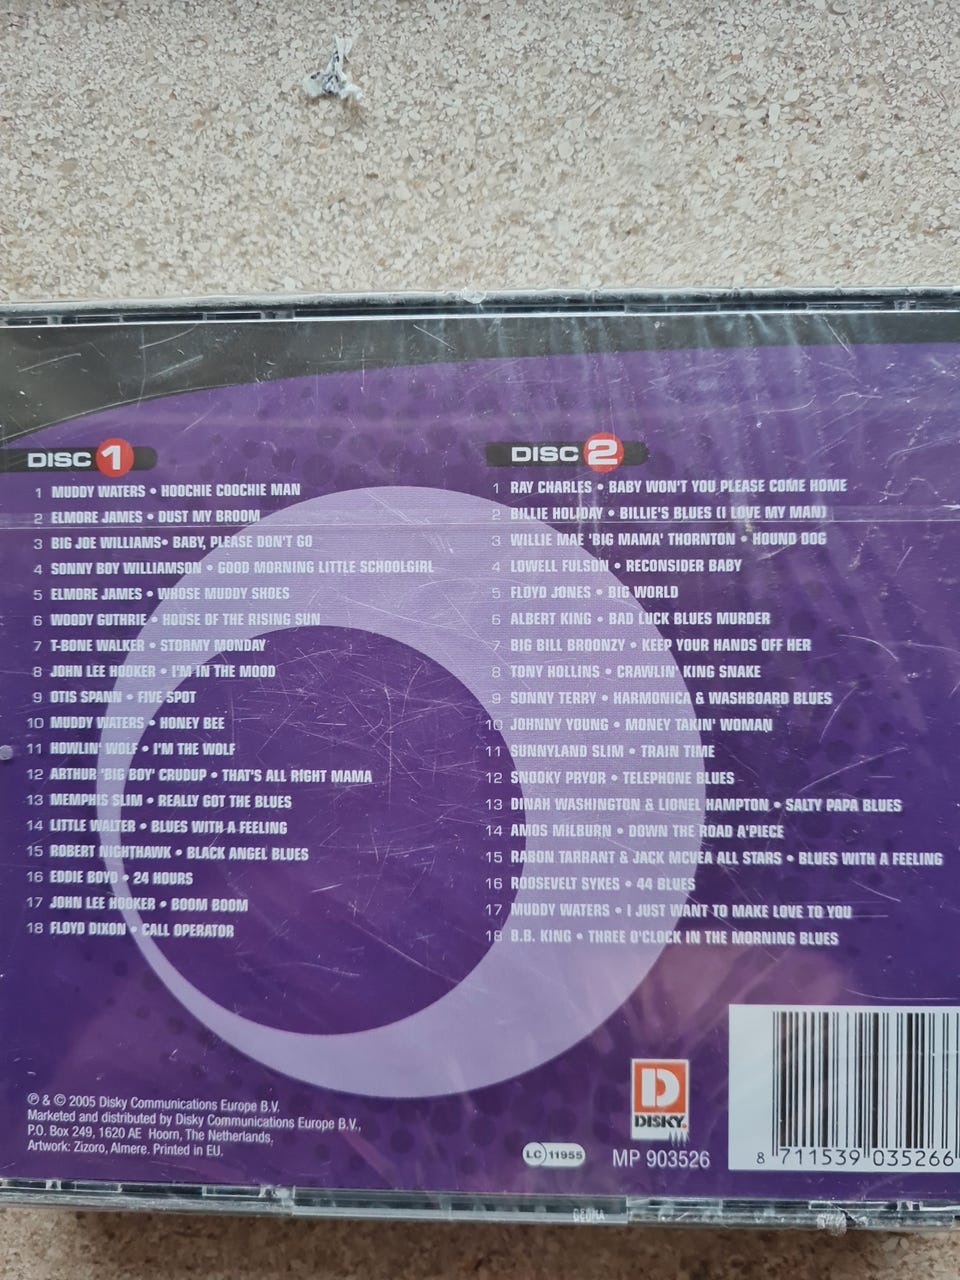 DISC 1
1 MUDDY WATERS • HOOCHIE COOCHIE MAN
2 ELMORE JAMES • DUST MY BROOM
3 BIG JOE WILLIAMS• BABY, PLEASE DON'T GO
4 SONNY BOY WILLIAMSON • GOOD MORNING LITTLE SCHOOLGIRL
5 ELMORE JAMES • WHOSE MUDDY SHOES
6 WOODY GUTHRIE • HOUSE OF THE RISING SUN
7 T-BONE WALKER • STORMY MONDAY
8 JOHN LEE HOOKER • I'M IN THE MOOD
9 OTIS SPANN • FIVE SPOT
10 MUDDY WATERS • HONEY BEE
11 HOWLIN' WOLF • I'M THE WOLF
12 ARTHUR 'BIG BOY' CRUDUP • THAT'S ALL RIGHT MAMA
13 MEMPHIS SLIM • REALLY GOT THE BLUES
14 LITTLE WALTER • BLUES WITH A FEELING
15 ROBERT NIGHTHAWK • BLACK ANGEL BLUES
16 EDDIE BOYD • 24 HOURS
17 JOHN LEE HOOKER • BOOM BOOM
18 FLOYD DIXON • CALL OPERATOR
DISC 2
1 RAY CHARLES • BABY WON'T YOU PLEASE COME HOME
2 BILLIE HOLIDAY • BILLIE'S BLUES (I LOVE MY MAN)
3 WILLIE MAE 'BIG MAMA' THORNTON • HOUND DOG
4 LOWELL FULSON • RECONSIDER BABY
5 FLOYD JONES • BIG WORLD
6 ALBERT KING • BAD LUCK BLUES MURDER
7 BIG BILL BROONZY • KEEP YOUR HANDS OFF HER
8 TONY HOLLINS • CRAWLIN' KING SNAKE
9 SONNY TERRY • HARMONICA & WASHBOARD BLUES
10 JOHNNY YOUNG • MONEY TAKIN' WOMAN
11 SUNNYLAND SLIM • TRAIN TIME
12 SNOOKY PRYOR • TELEPHONE BLUES
13 DINAH WASHINGTON & LIONEL HAMPTON • SALTY PAPA BLUES
14 AMOS MILBURN • DOWN THE ROAD A'PIECE
15 RABON TARRANT & JACK MCVEA ALL STARS • BLUES WITH A FEELING
16 ROOSEVELT SYKES • 44 BLUES
17 MUDDY WATERS • I JUST WANT TO MAKE LOVE TO YOU
18 B.B. KING • THREE O'CLOCK IN THE MORNING BLUES
℗ & © 2005 Disky Communications Europe B.V.
Marketed and distributed by Disky Communications Europe B.V.,
P.O. Box 249, 1620 AE Hoorn, The Netherlands.
Artwork: Zizoro, Almere. Printed in EU.
LC 11955
D
DISKY.
MP 903526
8 711539 035266